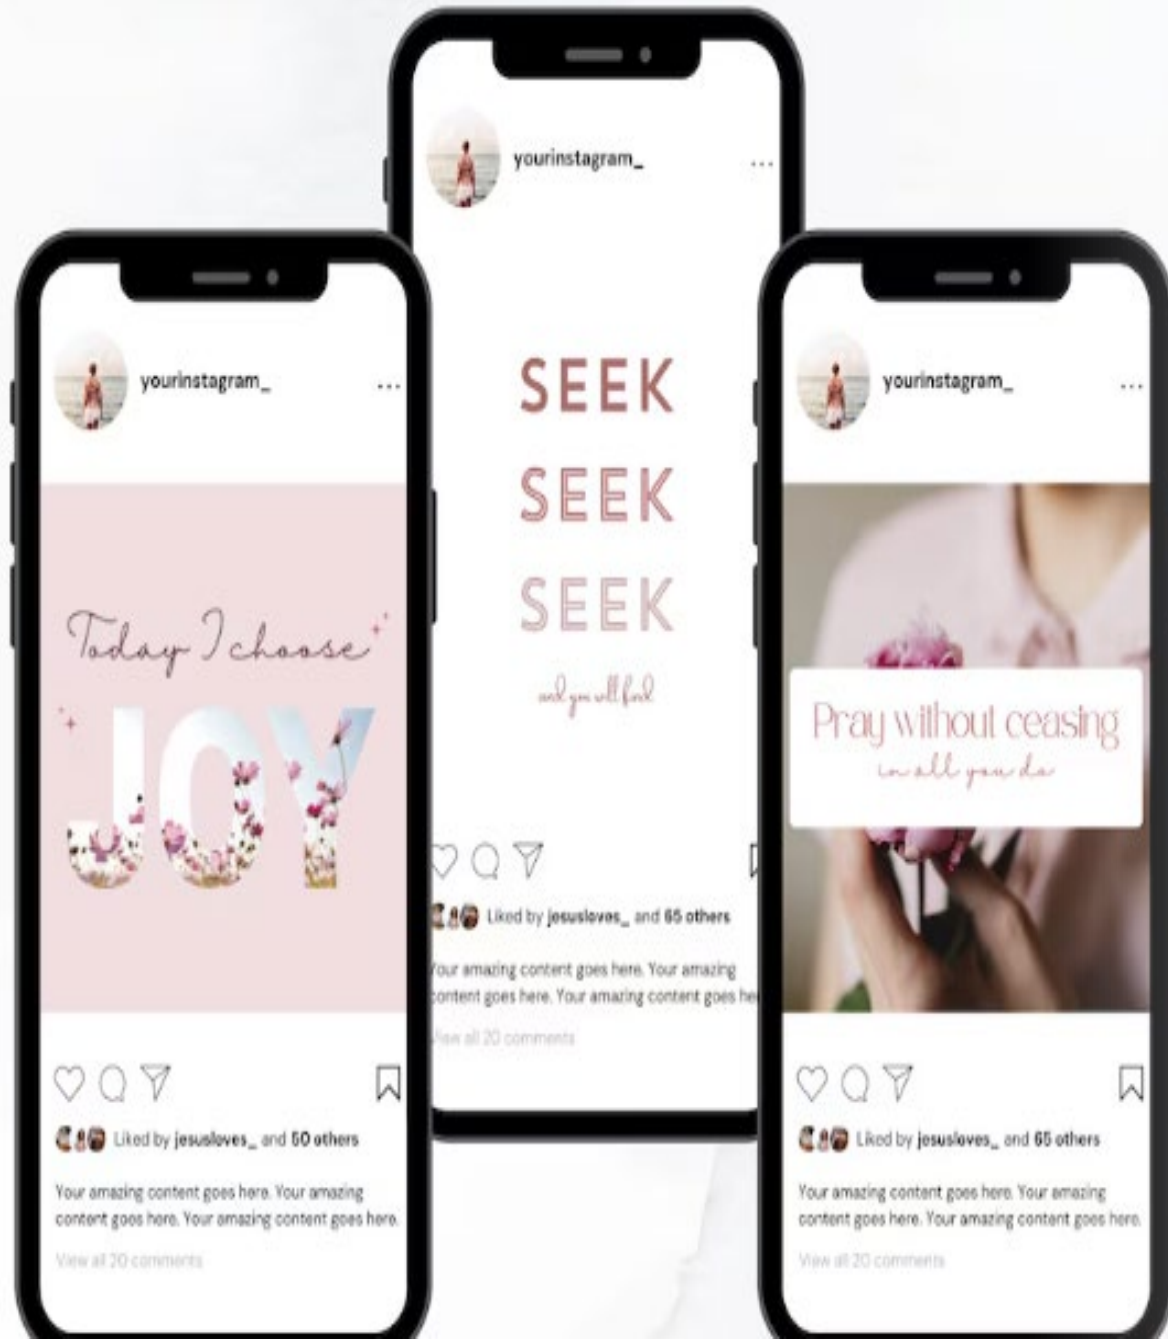 yourinstagram_
Today I choose
JOY
Liked by jesusloves_ and 50 others
Your amazing content goes here. Your amazing
content goes here. Your amazing content goes here.
View all 20 comments
yourinstagram_
SEEK
SEEK
SEEK
and you will find
Liked by jesusloves_ and 65 others
Your amazing content goes here. Your amazing
content goes here. Your amazing content goes he
View all 20 comments
yourinstagram_
Pray without ceasing
in all you do
Liked by jesusloves_ and 65 others
Your amazing content goes here. Your amazing
content goes here. Your amazing content goes here.
View all 20 comments